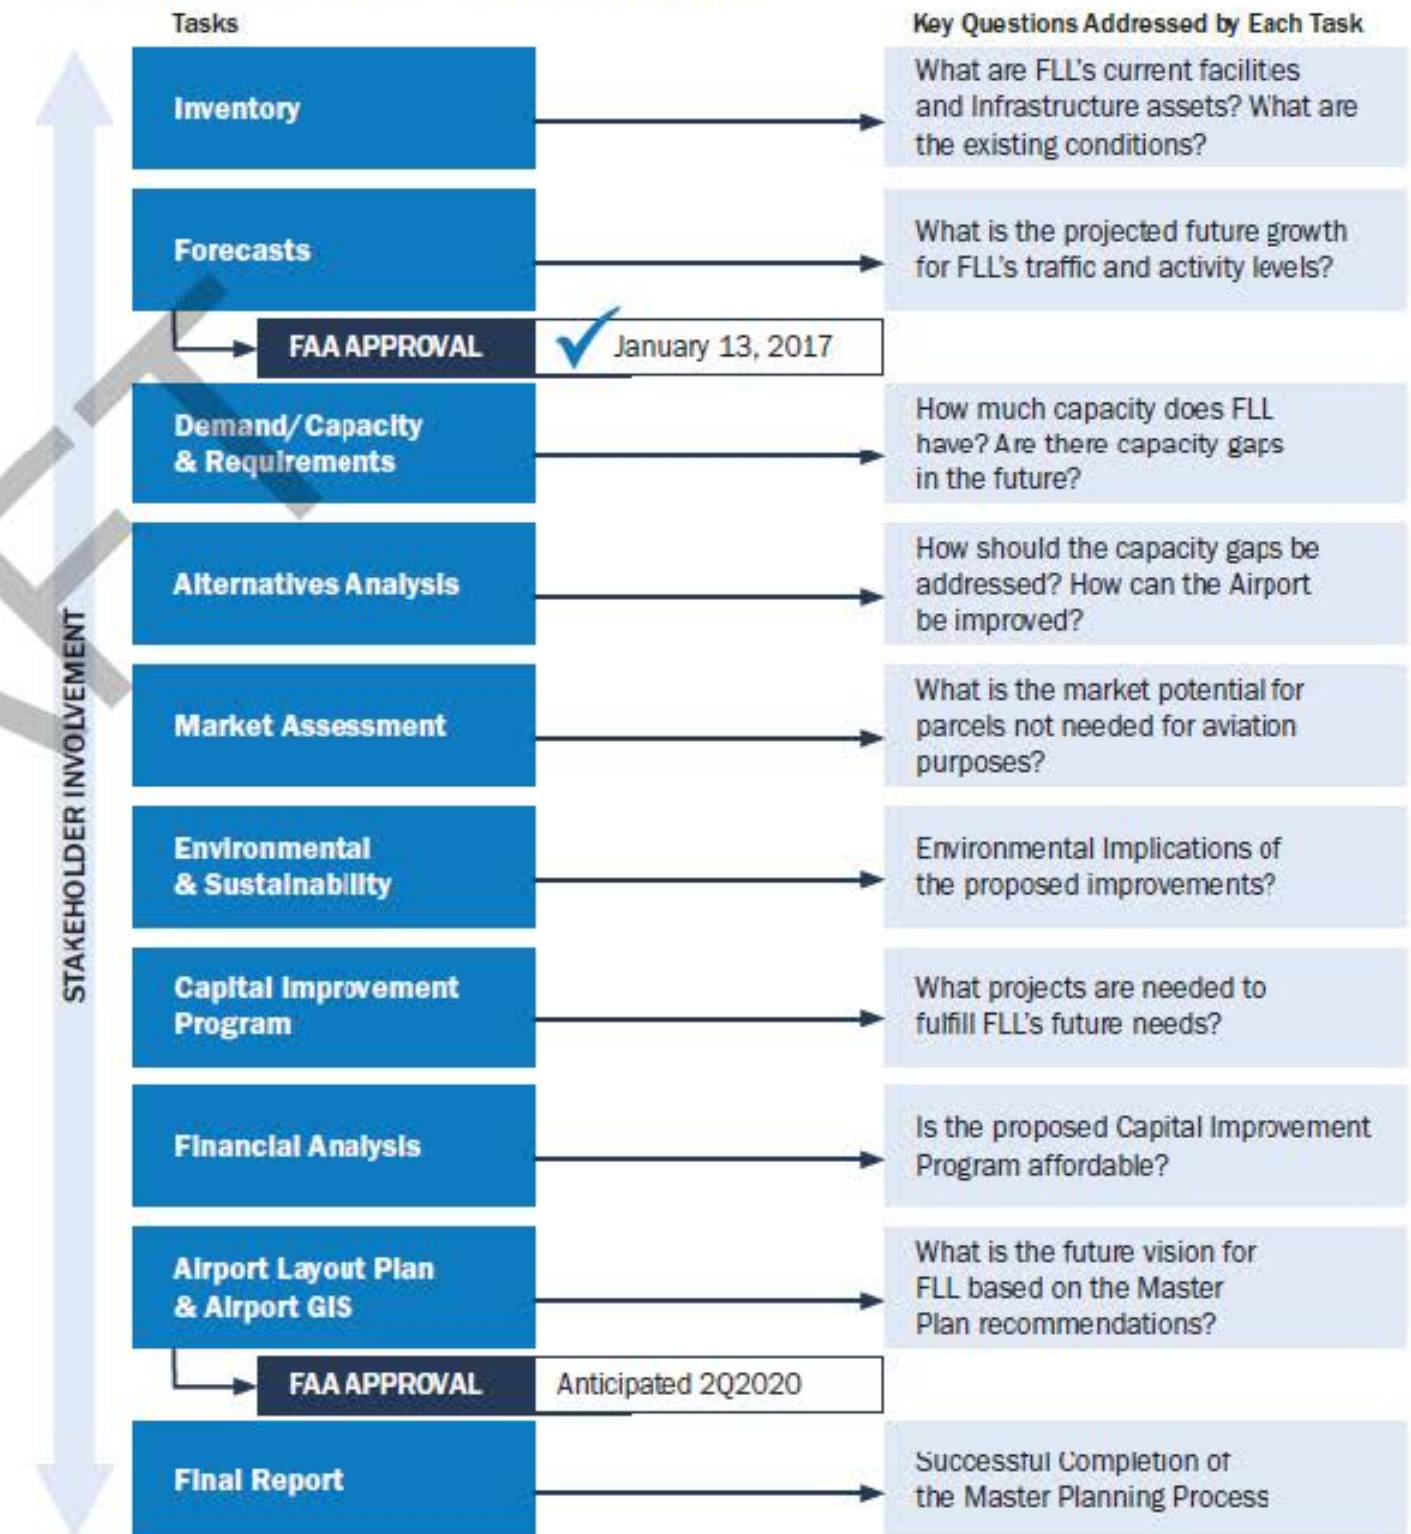 Tasks
Key Questions Addressed by Each Task
Inventory
What are FLL's current facilities
and Infrastructure assets? What are
the existing conditions?
Forecasts
What is the projected future growth
for FLL's traffic and activity levels?
FAA APPROVAL
January 13, 2017
Demand/Capacity
& Requirements
How much capacity does FLL
have? Are there capacity gaps
in the future?
Alternatives Analysis
How should the capacity gaps be
addressed? How can the Airport
be improved?
Market Assessment
What is the market potential for
parcels not needed for aviation
purposes?
Environmental
& Sustainability
Environmental Implications of
the proposed improvements?
Capital Improvement
Program
What projects are needed to
fulfill FLL's future needs?
Financial Analysis
Is the proposed Capital Improvement
Program affordable?
Airport Layout Plan
& Airport GIS
What is the future vision for
FLL based on the Master
Plan recommendations?
FAA APPROVAL
Anticipated 2Q2020
Final Report
Successful Completion of
the Master Planning Process
STAKEHOLDER INVOLVEMENT